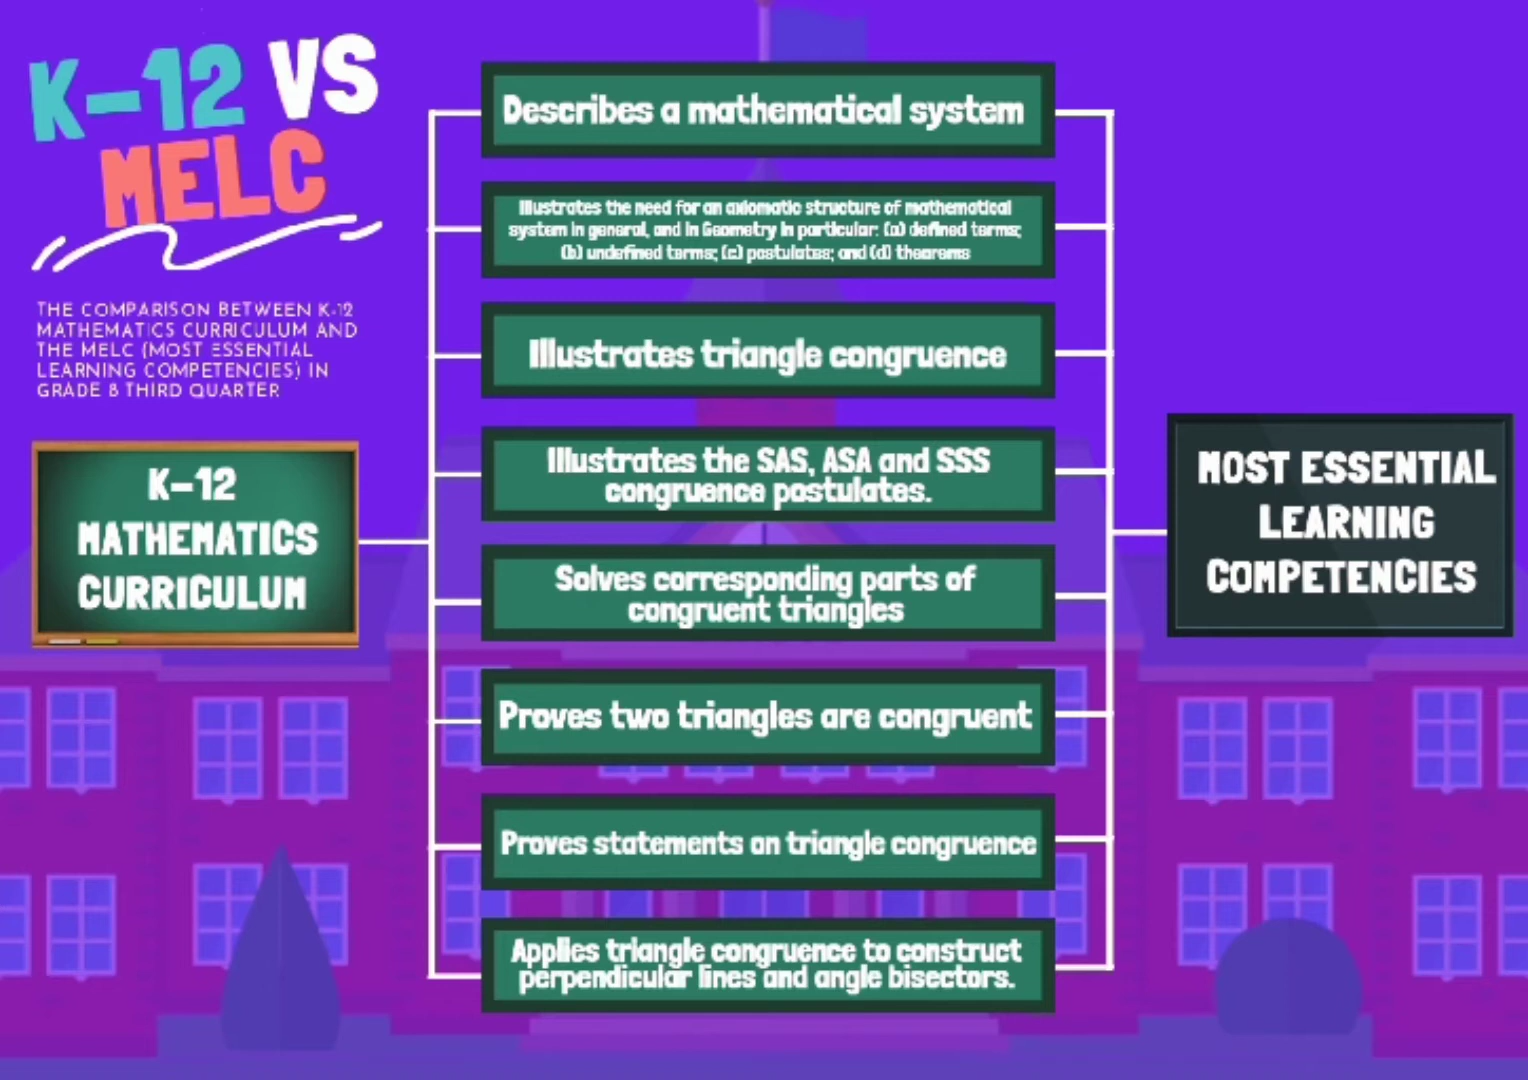 K-12 VS
MELC
THE COMPARISON BETWEEN K-12
MATHEMATICS CURRICULUM AND
THE MELC (MOST ESSENTIAL
LEARNING COMPETENCIES) IN
GRADE 8 THIRD QUARTER
K-12
MATHEMATICS
CURRICULUM
Describes a mathematical system
Illustrates the need for an axiomatic structure of mathematical
system in general, and in Geometry in particular: (a) defined terms;
(b) undefined terms; (c) postulates; and (d) theorems
Illustrates triangle congruence
Illustrates the SAS, ASA and SSS
congruence postulates.
Solves corresponding parts of
congruent triangles
Proves two triangles are congruent
Proves statements on triangle congruence
Applies triangle congruence to construct
perpendicular lines and angle bisectors.
MOST ESSENTIAL
LEARNING
COMPETENCIES